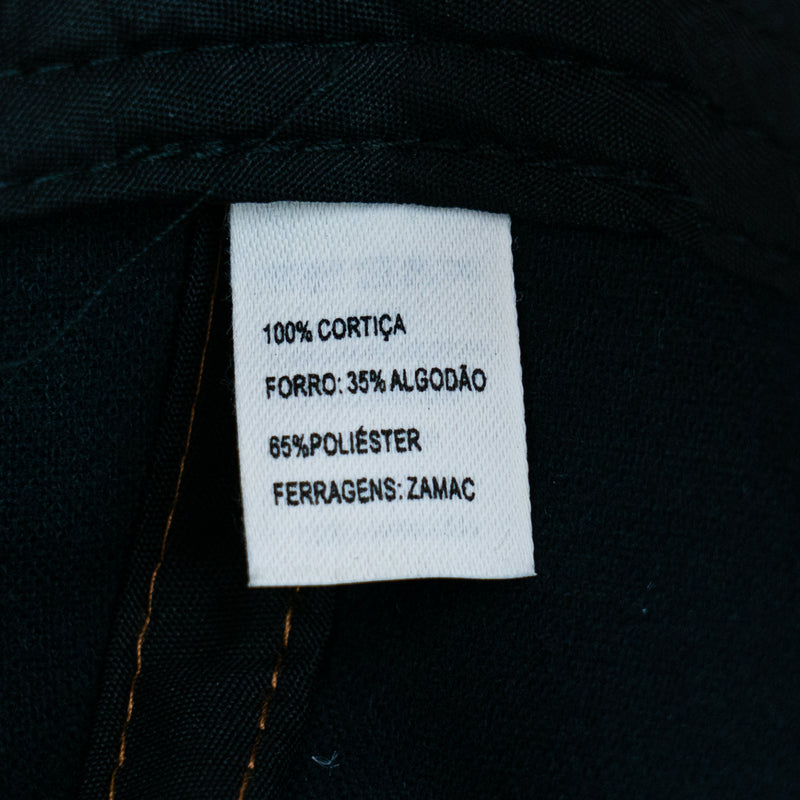 100% CORTIÇA
FORRO: 35% ALGODÃO
65%POLIÉSTER
FERRAGENS: ZAMAC